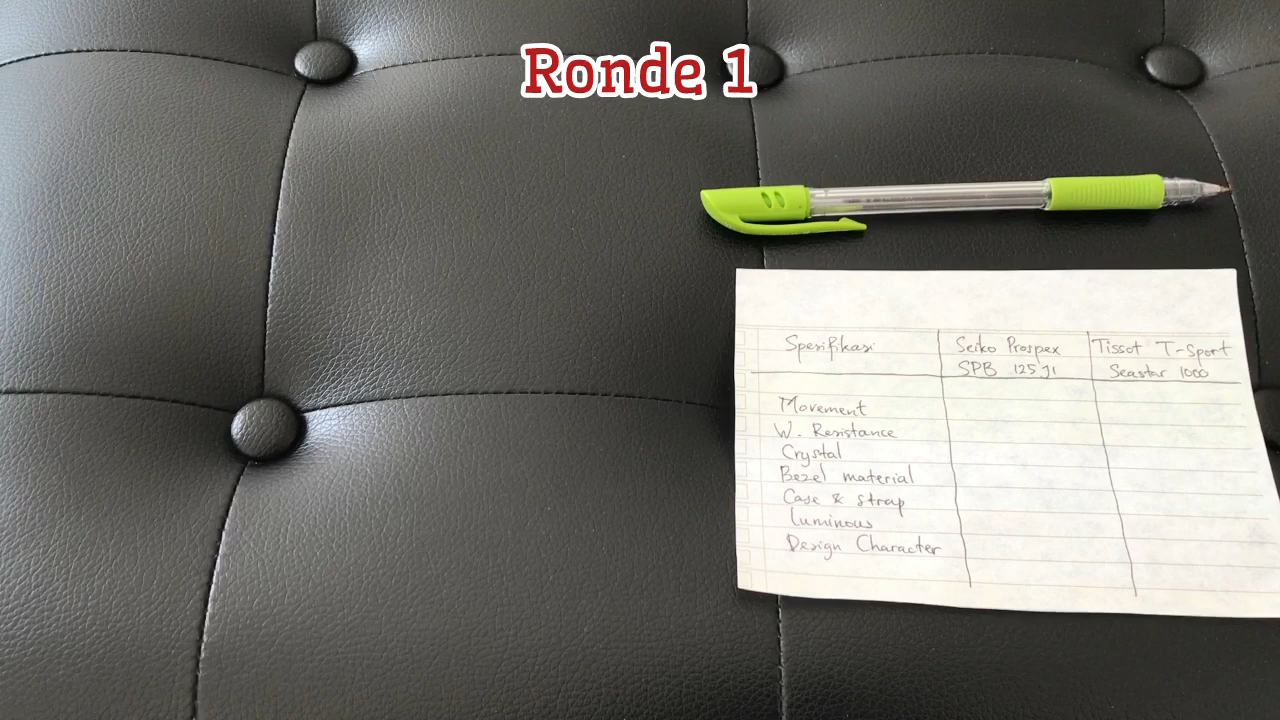 Ronde 1
Spesifikasi
Seiko Prospex
SPB 125 J1
Tissot T-Sport
Seastar 1000
Movement
W. Resistance
Crystal
Bezel material
Case & strap
Luminous
Design Character